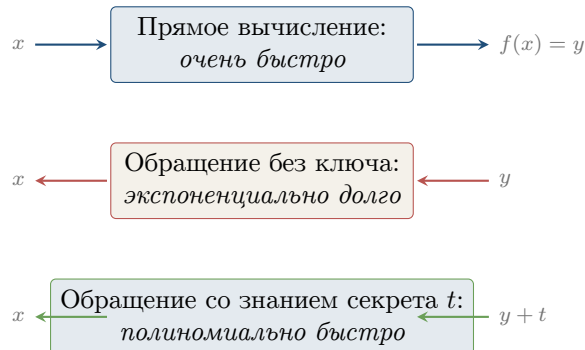 Прямое вычисление:
x очень быстро f(x) = y
Обращение без ключа:
x экспоненциально долго y
Обращение со знанием секрета t:
x полиномиально быстро y + t